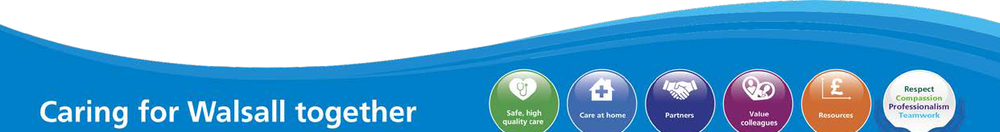 Caring for Walsall together
Safe, high
quality care
Care at home
Partners
Value
colleagues
£
Resources
Respect
Compassion
Professionalism
Teamwork